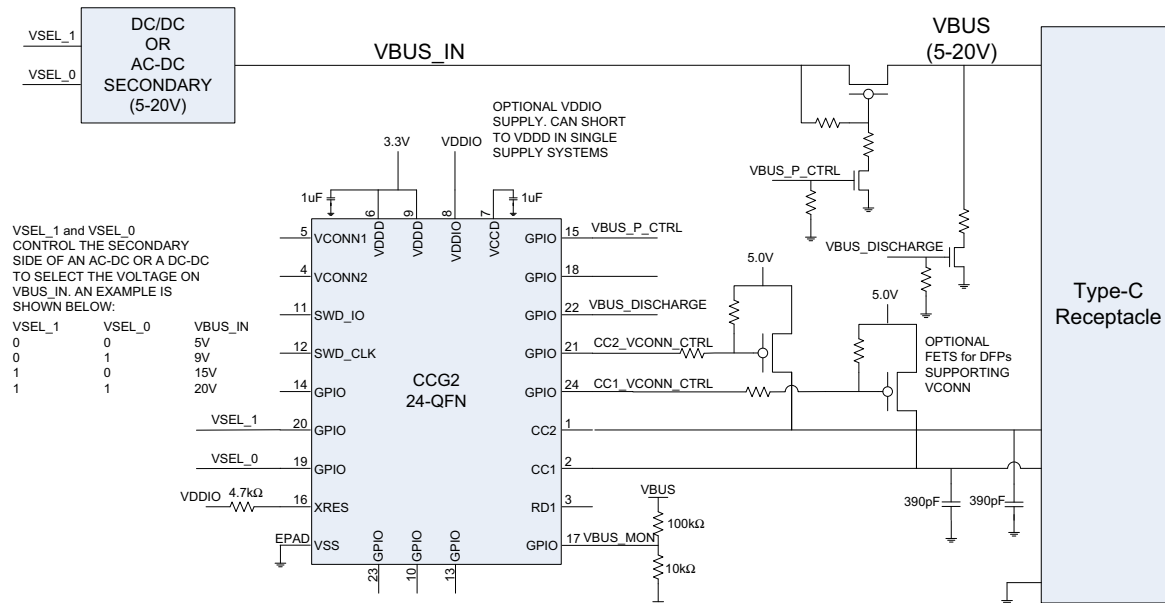 DC/DC
OR
AC-DC
SECONDARY
(5-20V)
VSEL_1
VSEL_0
VBUS_IN
VBUS
(5-20V)
OPTIONAL VDDIO
SUPPLY. CAN SHORT
TO VDDD IN SINGLE
SUPPLY SYSTEMS
3.3V
VDDIO
1uF
1uF
VBUS_P_CTRL
VBUS_DISCHARGE
Type-C
Receptacle
VSEL_1 and VSEL_0
CONTROL THE SECONDARY
SIDE OF AN AC-DC OR A DC-DC
TO SELECT THE VOLTAGE ON
VBUS_IN. AN EXAMPLE IS
SHOWN BELOW:
VSEL_1 VSEL_0 VBUS_IN
0 0 5V
0 1 9V
1 0 15V
1 1 20V
6 9 8 7
VDDD VDDD VDDIO VCCD
5 VCONN1
4 VCONN2
11 SWD_IO
12 SWD_CLK
14 GPIO
VSEL_1 20 GPIO
VSEL_0 19 GPIO
VDDIO 4.7kΩ 16 XRES
EPAD VSS
CCG2
24-QFN
GPIO GPIO GPIO
23 10 13
GPIO 15 VBUS_P_CTRL
GPIO 18
GPIO 22 VBUS_DISCHARGE
GPIO 21 CC2_VCONN_CTRL
GPIO 24 CC1_VCONN_CTRL
CC2 1
CC1 2
RD1 3
GPIO 17 VBUS_MON
5.0V
5.0V
OPTIONAL
FETS for DFPs
SUPPORTING
VCONN
VBUS
100kΩ
10kΩ
390pF
390pF